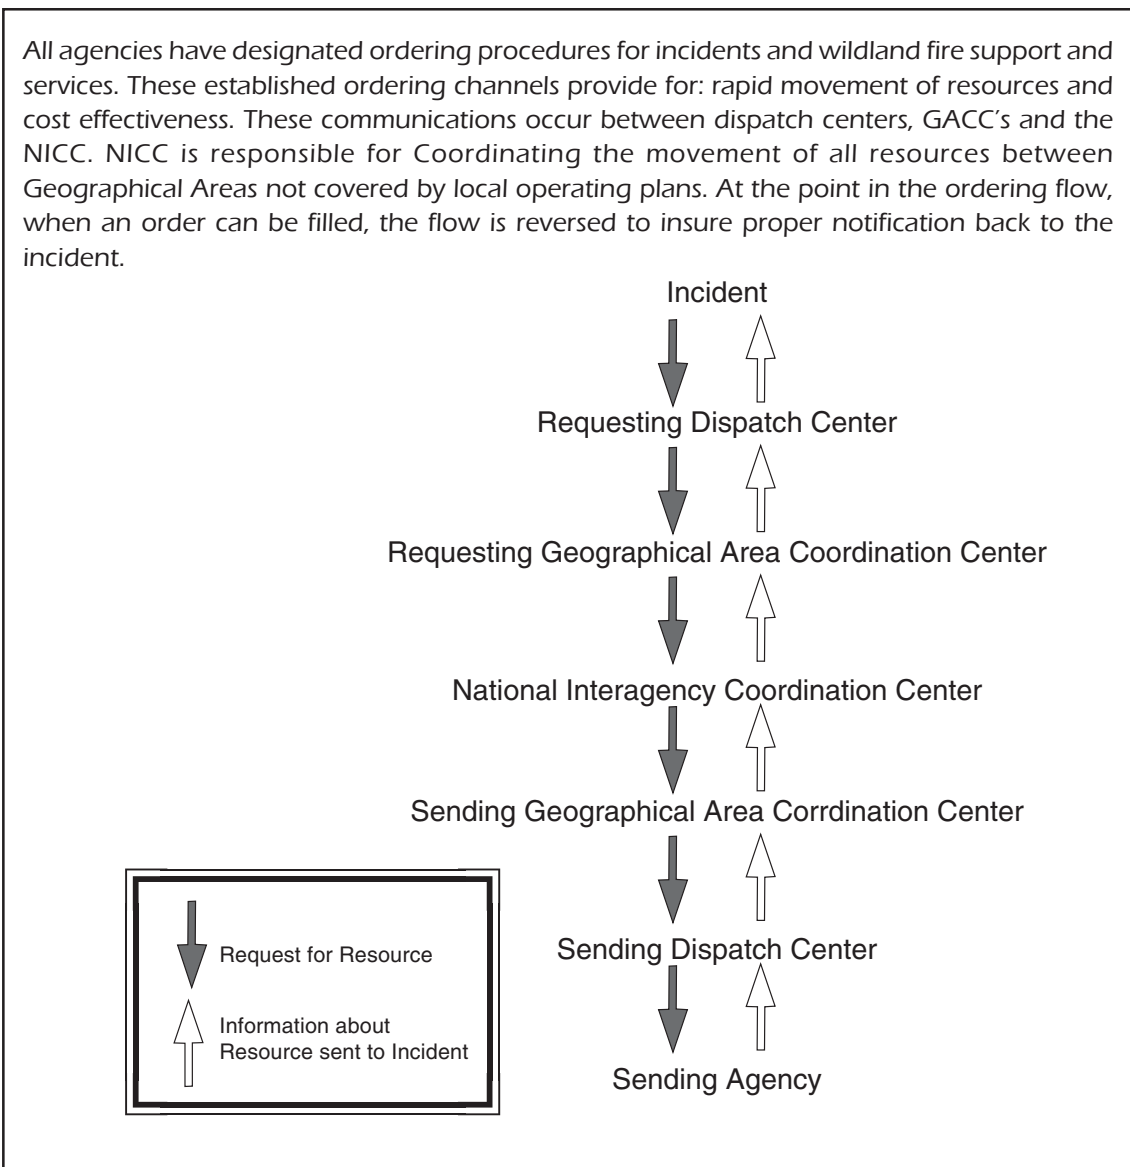 All agencies have designated ordering procedures for incidents and wildland fire support and
services. These established ordering channels provide for: rapid movement of resources and
cost effectiveness. These communications occur between dispatch centers, GACC's and the
NICC. NICC is responsible for Coordinating the movement of all resources between
Geographical Areas not covered by local operating plans. At the point in the ordering flow,
when an order can be filled, the flow is reversed to insure proper notification back to the
incident.
Incident
Requesting Dispatch Center
Requesting Geographical Area Coordination Center
National Interagency Coordination Center
Sending Geographical Area Corrdination Center
Sending Dispatch Center
Sending Agency
Request for Resource
Information about
Resource sent to Incident